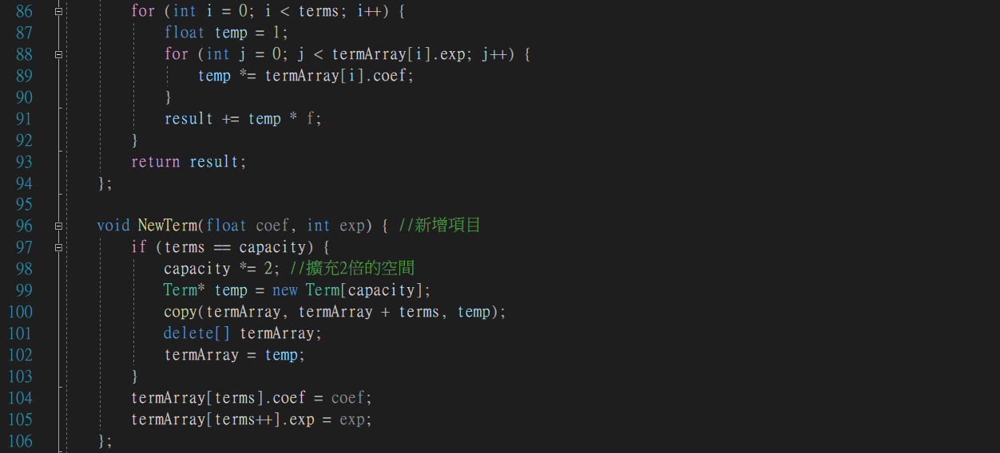 86 for (int i = 0; i < terms; i++) {
87 float temp = 1;
88 for (int j = 0; j < termArray[i].exp; j++) {
89 temp *= termArray[i].coef;
90 }
91 result += temp * f;
92 }
93 return result;
94 };
95
96 void NewTerm(float coef, int exp) { //新增項目
97 if (terms == capacity) {
98 capacity *= 2; //擴充2倍的空間
99 Term* temp = new Term[capacity];
100 copy(termArray, termArray + terms, temp);
101 delete[] termArray;
102 termArray = temp;
103 }
104 termArray[terms].coef = coef;
105 termArray[terms++].exp = exp;
106 };